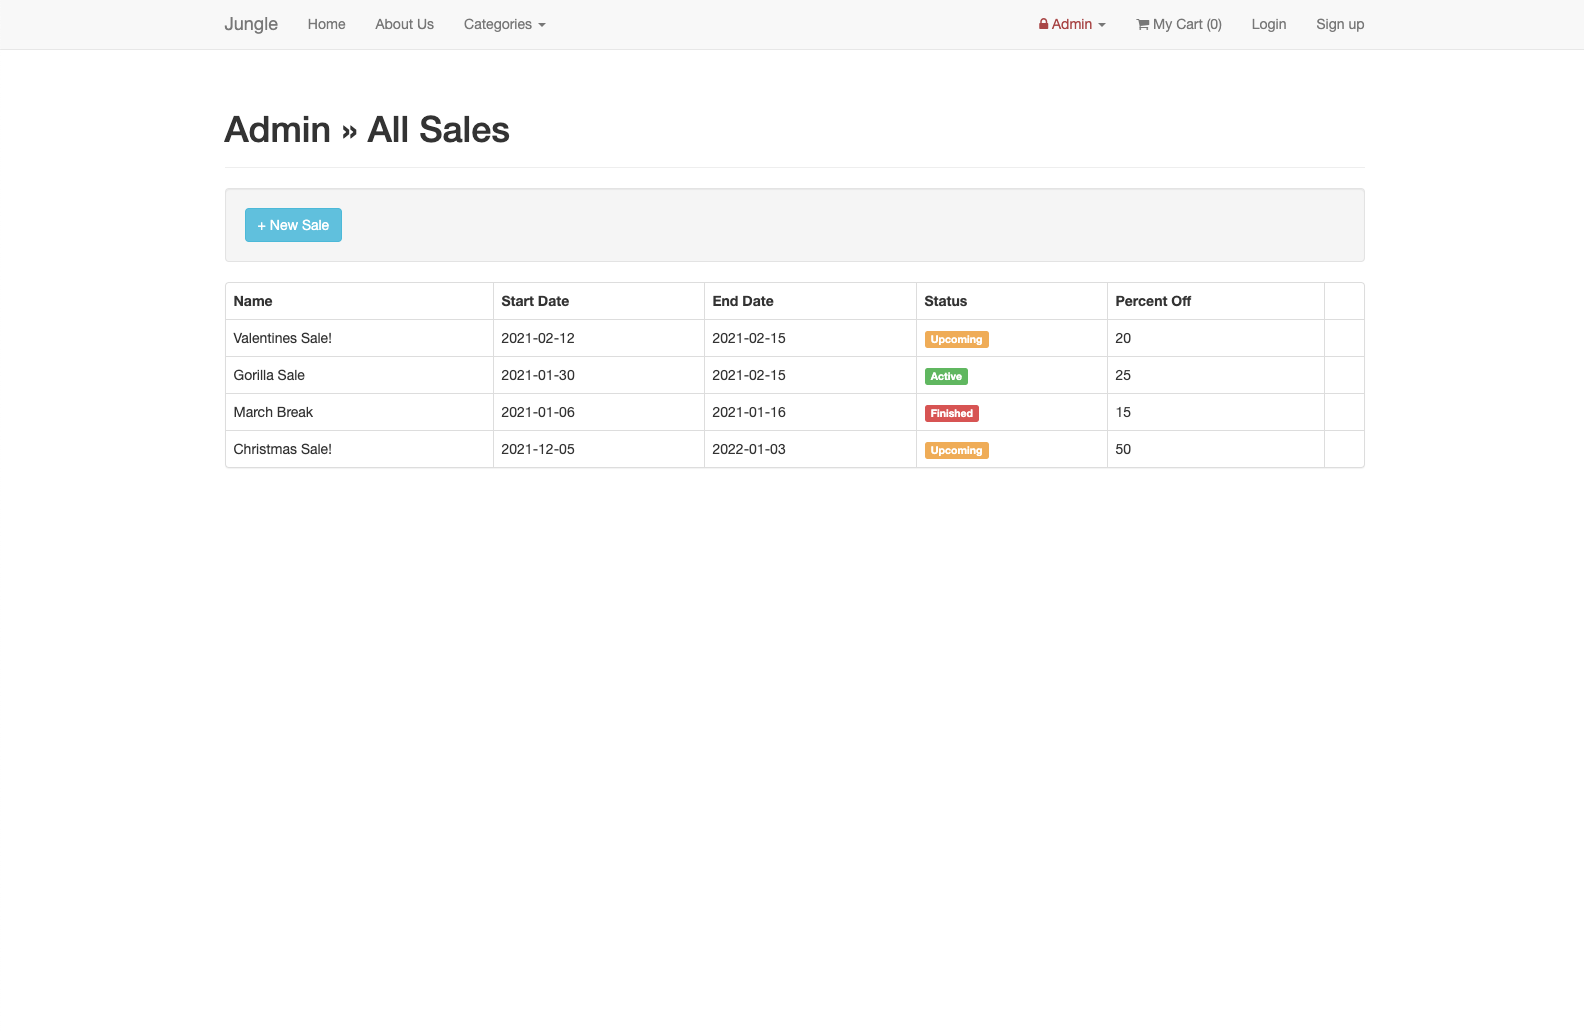 Jungle Home About Us Categories Admin My Cart (0) Login Sign up
Admin » All Sales
+ New Sale
Name Start Date End Date Status Percent Off
Valentines Sale! 2021-02-12 2021-02-15 Upcoming 20
Gorilla Sale 2021-01-30 2021-02-15 Active 25
March Break 2021-01-06 2021-01-16 Finished 15
Christmas Sale! 2021-12-05 2022-01-03 Upcoming 50